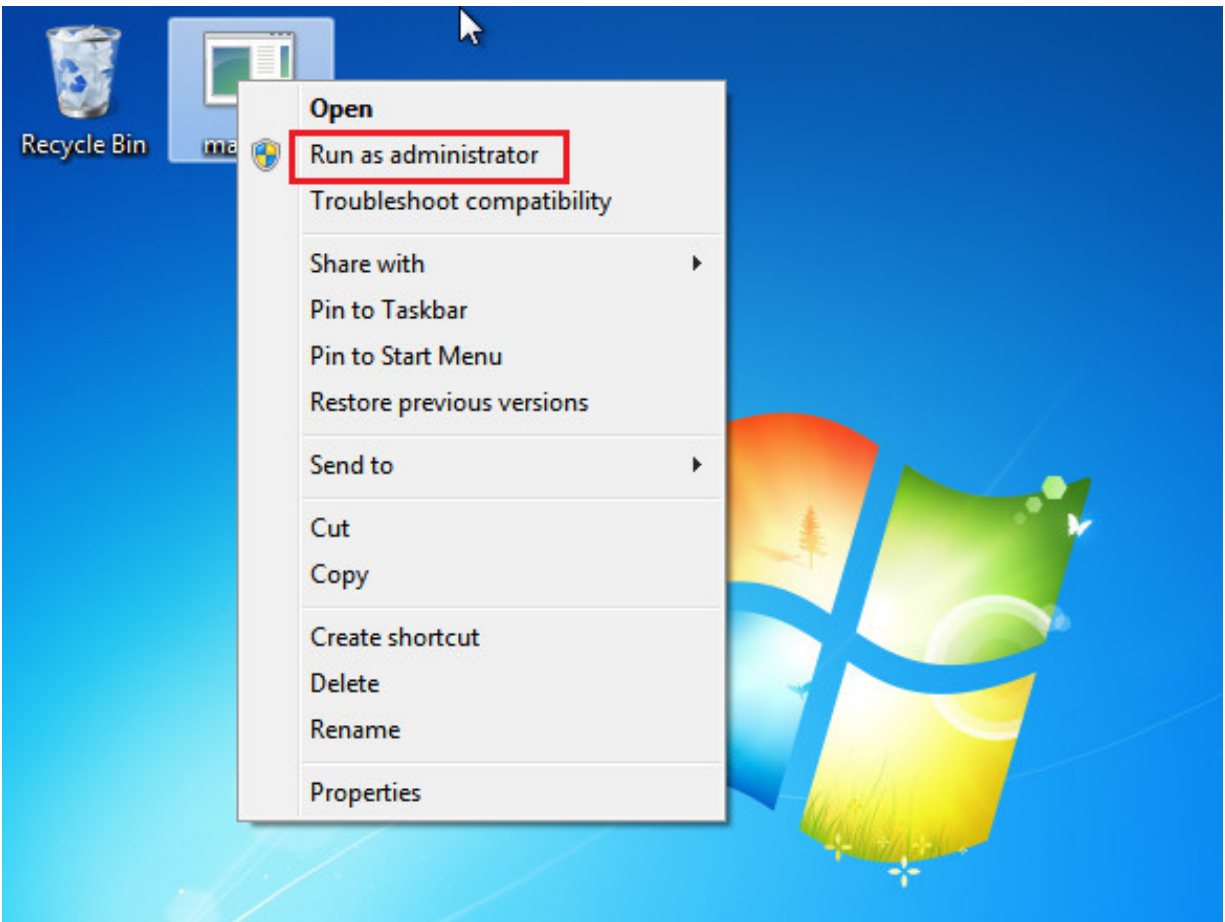 Recycle Bin
Open
Run as administrator
Troubleshoot compatibility
Share with
Pin to Taskbar
Pin to Start Menu
Restore previous versions
Send to
Cut
Copy
Create shortcut
Delete
Rename
Properties